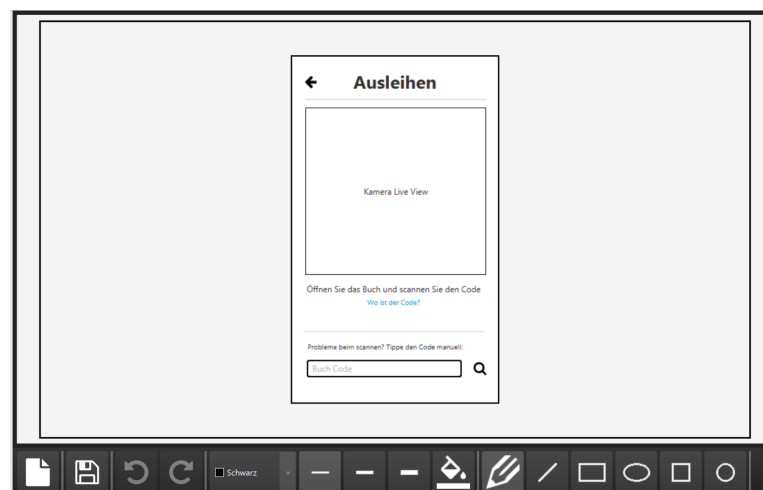 Ausleihen
Kamera Live View
Öffnen Sie das Buch und scannen Sie den Code
Wo ist der Code?
Probleme beim scannen? Tippe den Code manuell:
Buch Code
Schwarz